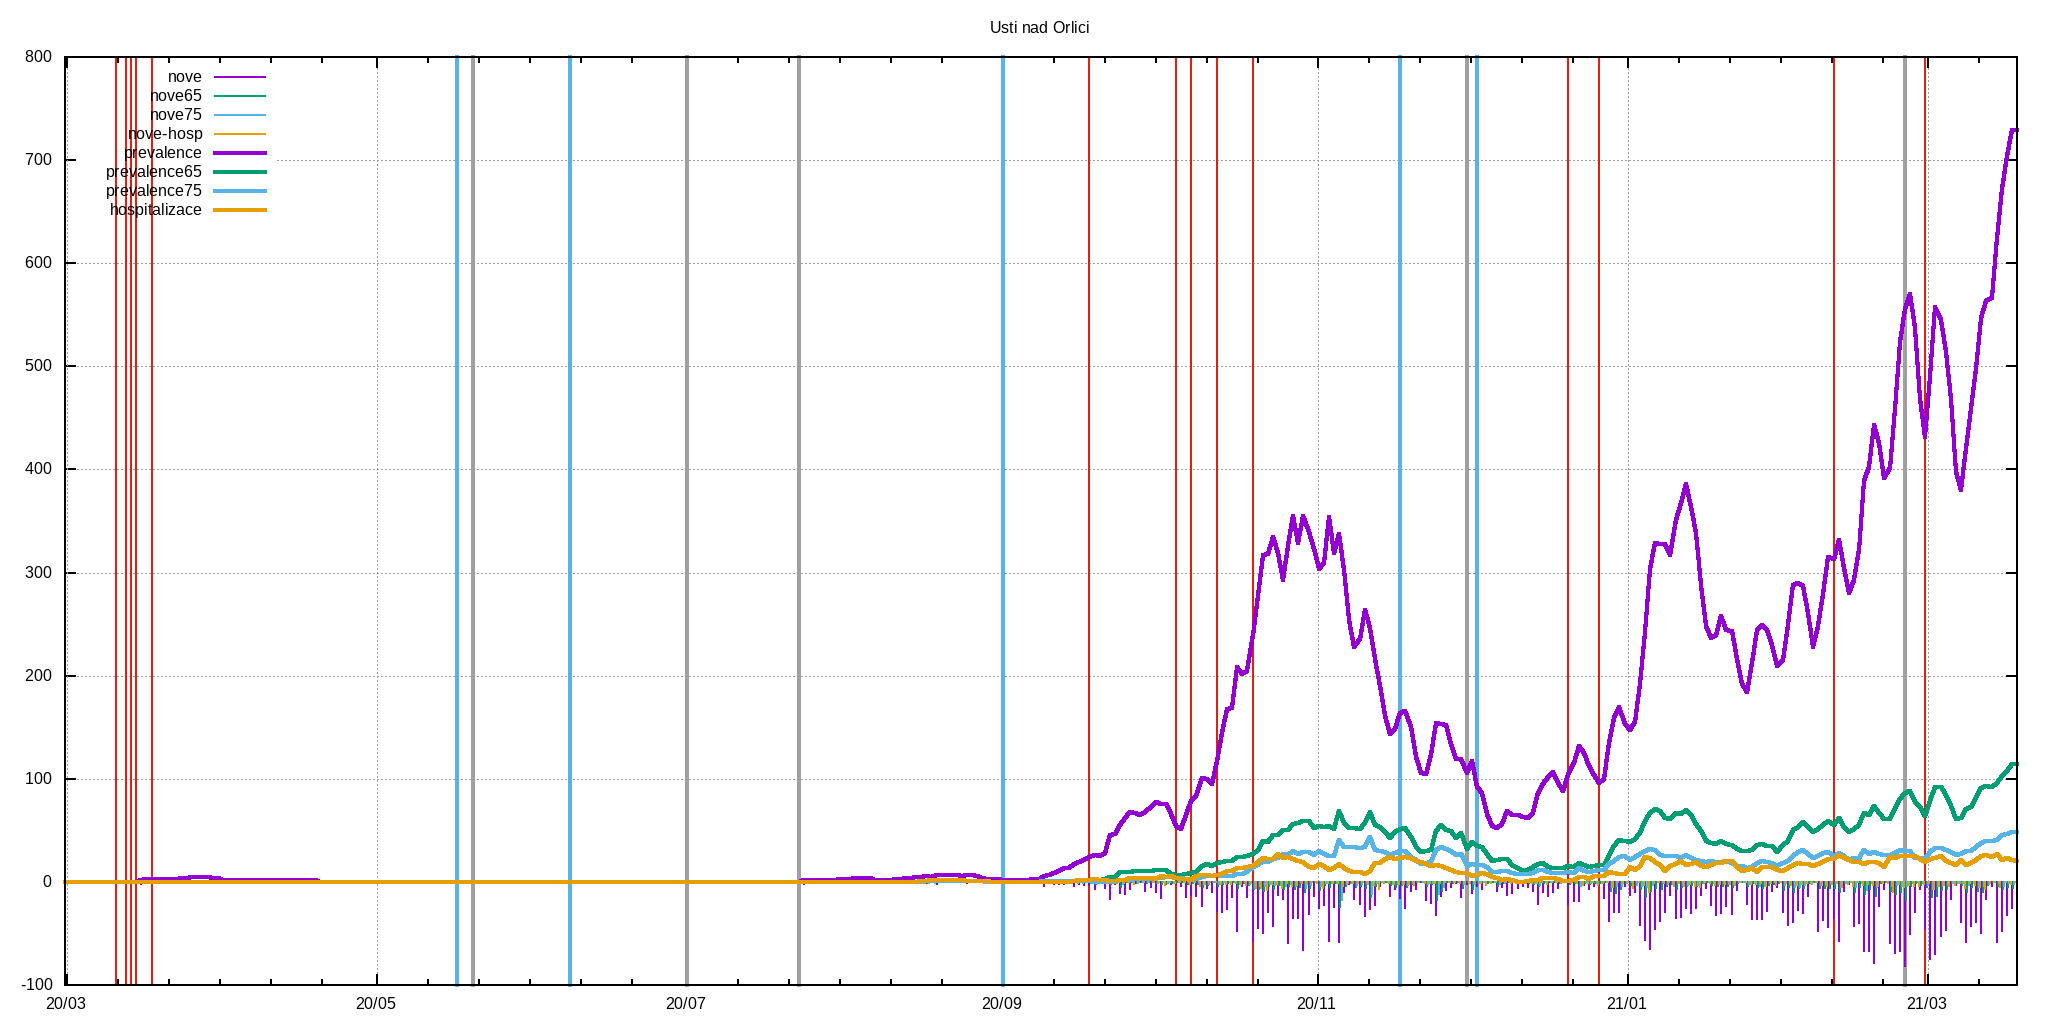 Usti nad Orlici
800
700
600
500
400
300
200
100
0
-100
nove
nove65
nove75
nove-hosp
prevalence
prevalence65
prevalence75
hospitalizace
20/03 20/05 20/07 20/09 20/11 21/01 21/03